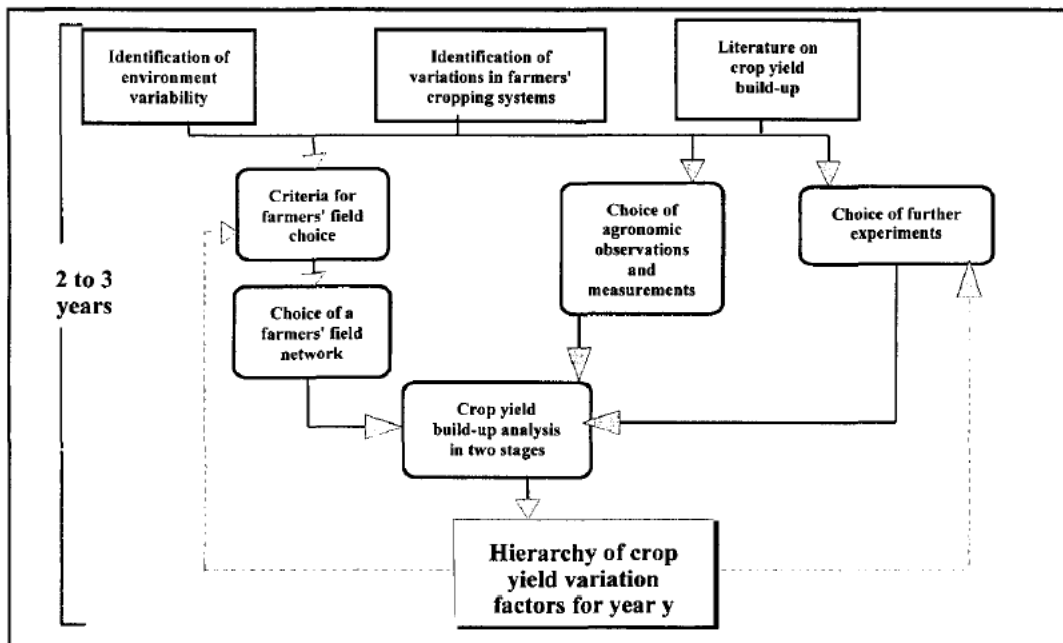 Identification of
environment
variability
Identification of
variations in farmers'
cropping systems
Literature on
crop yield
build-up
Criteria for
farmers' field
choice
Choice of
agronomic
observations
and
measurements
Choice of further
experiments
2 to 3
years
Choice of a
farmers' field
network
Crop yield
build-up analysis
in two stages
Hierarchy of crop
yield variation
factors for year y